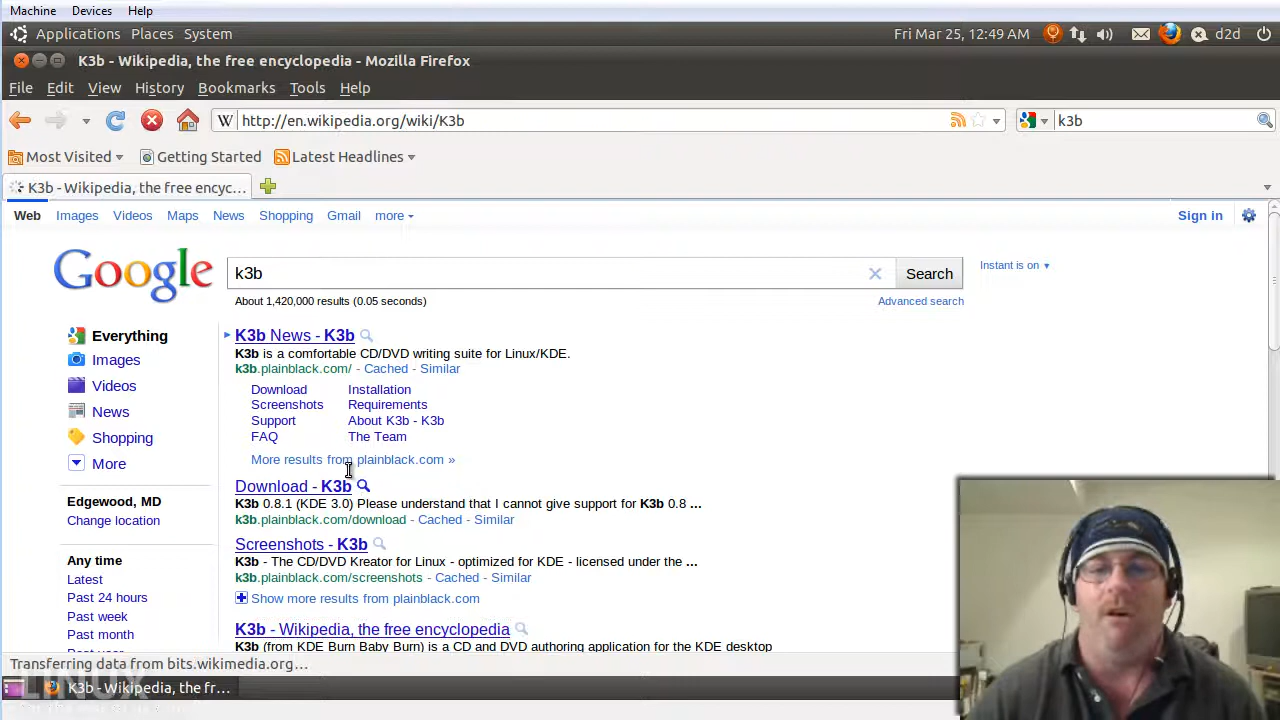 Machine Devices Help
Applications Places System Fri Mar 25, 12:49 AM d2d
K3b - Wikipedia, the free encyclopedia - Mozilla Firefox
File Edit View History Bookmarks Tools Help
W http://en.wikipedia.org/wiki/K3b k3b
Most Visited Getting Started Latest Headlines
K3b - Wikipedia, the free encyc...
Web Images Videos Maps News Shopping Gmail more Sign in
Google k3b Search Instant is on
About 1,420,000 results (0.05 seconds) Advanced search
Everything
Images
Videos
News
Shopping
More
Edgewood, MD
Change location
Any time
Latest
Past 24 hours
Past week
Past month
K3b News - K3b
K3b is a comfortable CD/DVD writing suite for Linux/KDE.
k3b.plainblack.com/ - Cached - Similar
Download Installation
Screenshots Requirements
Support About K3b - K3b
FAQ The Team
More results from plainblack.com »
Download - K3b
K3b 0.8.1 (KDE 3.0) Please understand that I cannot give support for K3b 0.8 ...
k3b.plainblack.com/download - Cached - Similar
Screenshots - K3b
K3b - The CD/DVD Kreator for Linux - optimized for KDE - licensed under the ...
k3b.plainblack.com/screenshots - Cached - Similar
Show more results from plainblack.com
K3b - Wikipedia, the free encyclopedia
K3b (from KDE Burn Baby Burn) is a CD and DVD authoring application for the KDE desktop
Transferring data from bits.wikimedia.org...
K3b - Wikipedia, the fr...
LINUX